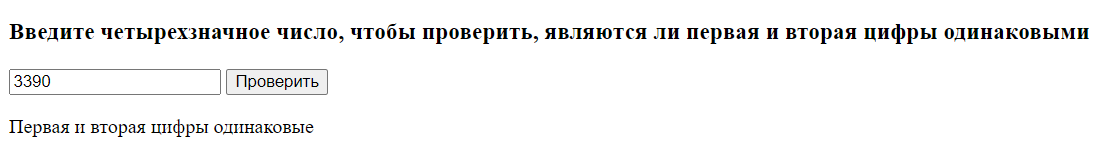 Введите четырехзначное число, чтобы проверить, являются ли первая и вторая цифры одинаковыми
3390 Проверить
Первая и вторая цифры одинаковые